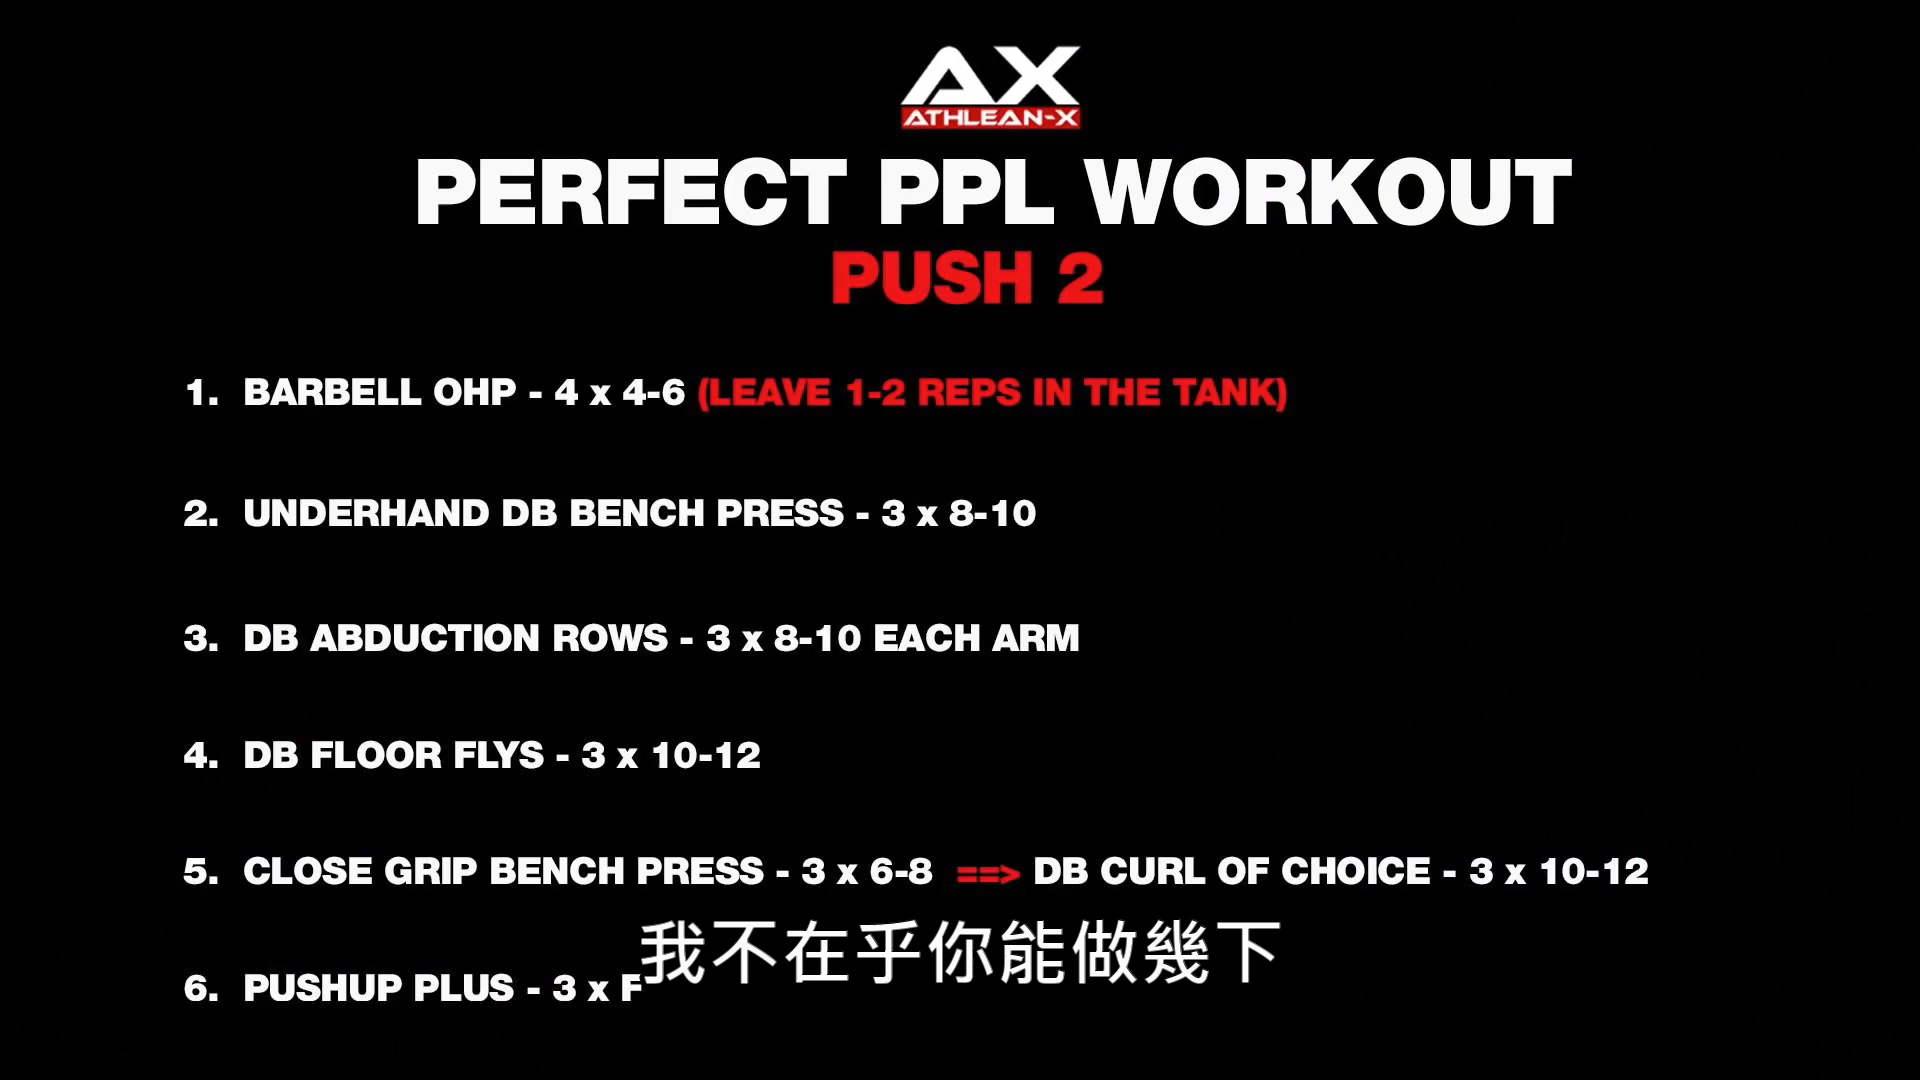 AX
ATHLEAN-X
PERFECT PPL WORKOUT
PUSH 2
1. BARBELL OHP - 4 x 4-6 (LEAVE 1-2 REPS IN THE TANK)
2. UNDERHAND DB BENCH PRESS - 3 x 8-10
3. DB ABDUCTION ROWS - 3 x 8-10 EACH ARM
4. DB FLOOR FLYS - 3 x 10-12
5. CLOSE GRIP BENCH PRESS - 3 x 6-8 ==> DB CURL OF CHOICE - 3 x 10-12
我不在乎你能做幾下
6. PUSHUP PLUS - 3 x F